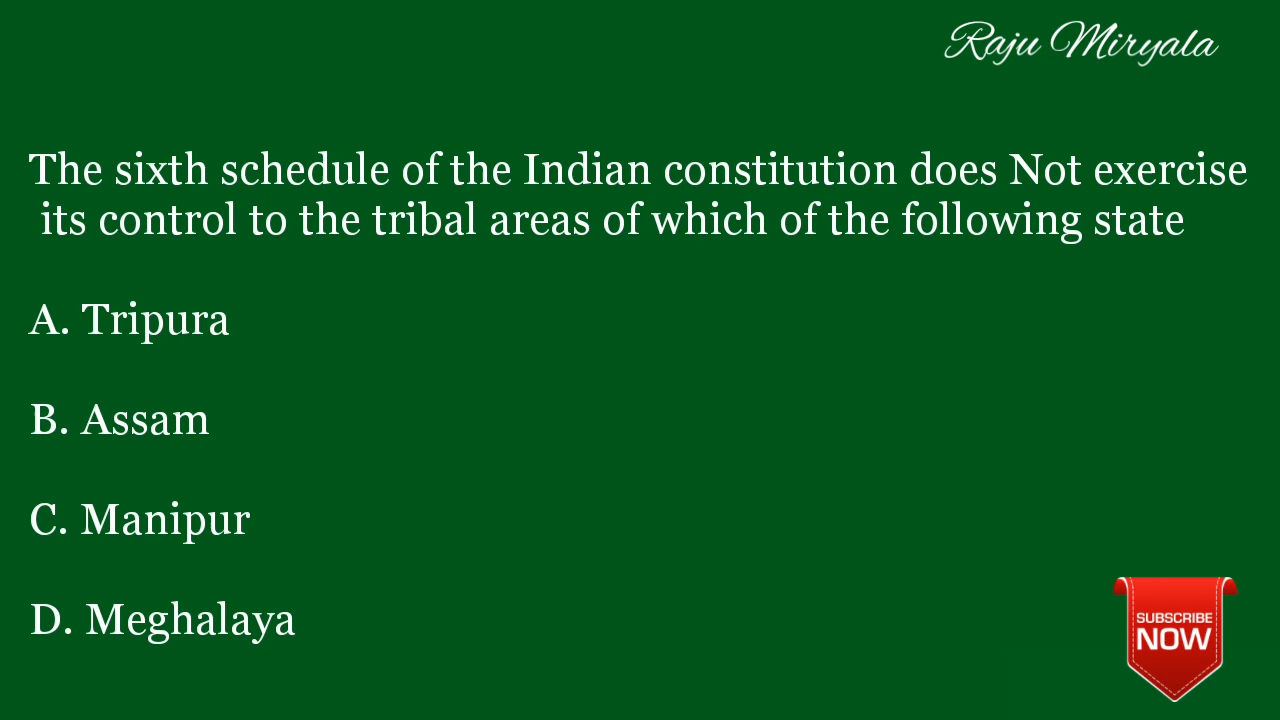 Raju Miryala
The sixth schedule of the Indian constitution does Not exercise
its control to the tribal areas of which of the following state
A. Tripura
B. Assam
C. Manipur
D. Meghalaya
SUBSCRIBE
NOW